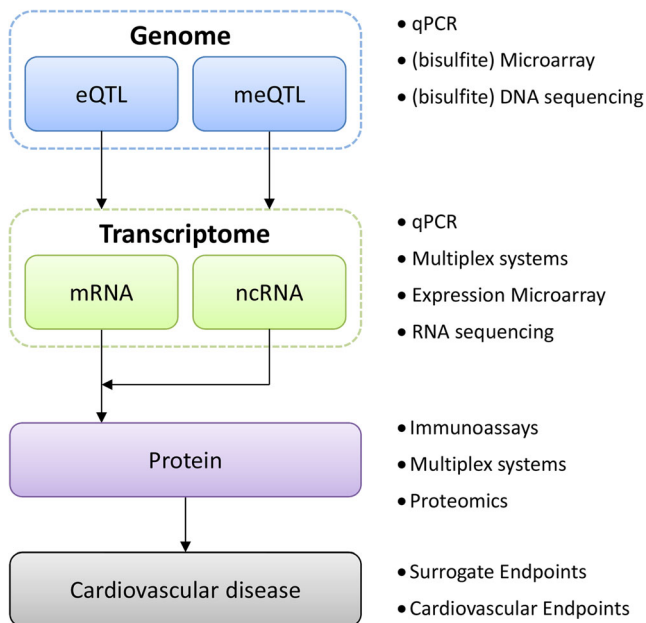 Genome
eQTL
meQTL
• qPCR
• (bisulfite) Microarray
• (bisulfite) DNA sequencing
Transcriptome
mRNA
ncRNA
• qPCR
• Multiplex systems
• Expression Microarray
• RNA sequencing
Protein
• Immunoassays
• Multiplex systems
• Proteomics
Cardiovascular disease
• Surrogate Endpoints
• Cardiovascular Endpoints